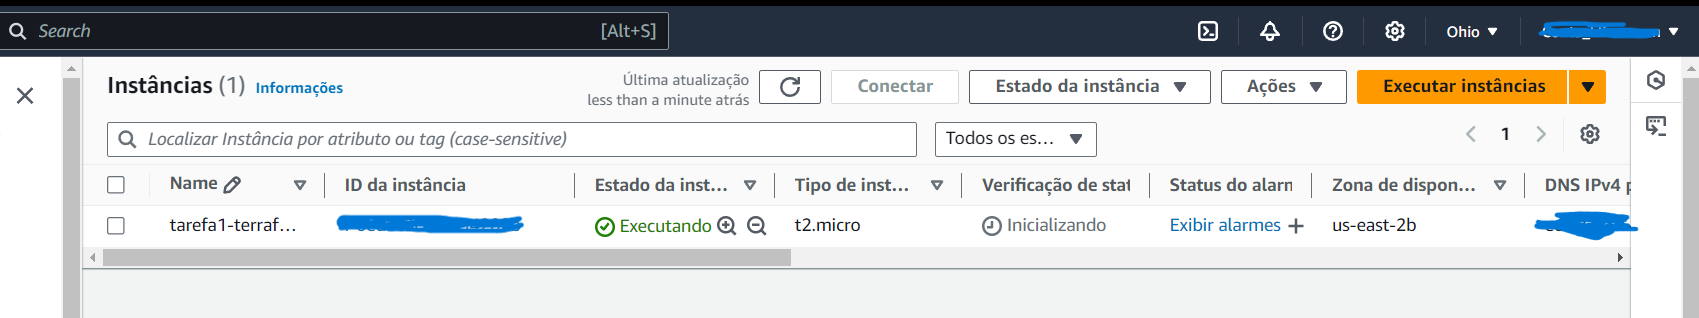 Search [Alt+S] Ohio
Instâncias (1) Informações
Última atualização
less than a minute atrás
Conectar Estado da instância Ações Executar instâncias
Localizar Instância por atributo ou tag (case-sensitive) Todos os es... 1
Name ID da instância Estado da inst... Tipo de inst... Verificação de stat Status do alarn Zona de dispon... DNS IPv4 p
tarefa1-terraf... Executando t2.micro Inicializando Exibir alarmes us-east-2b